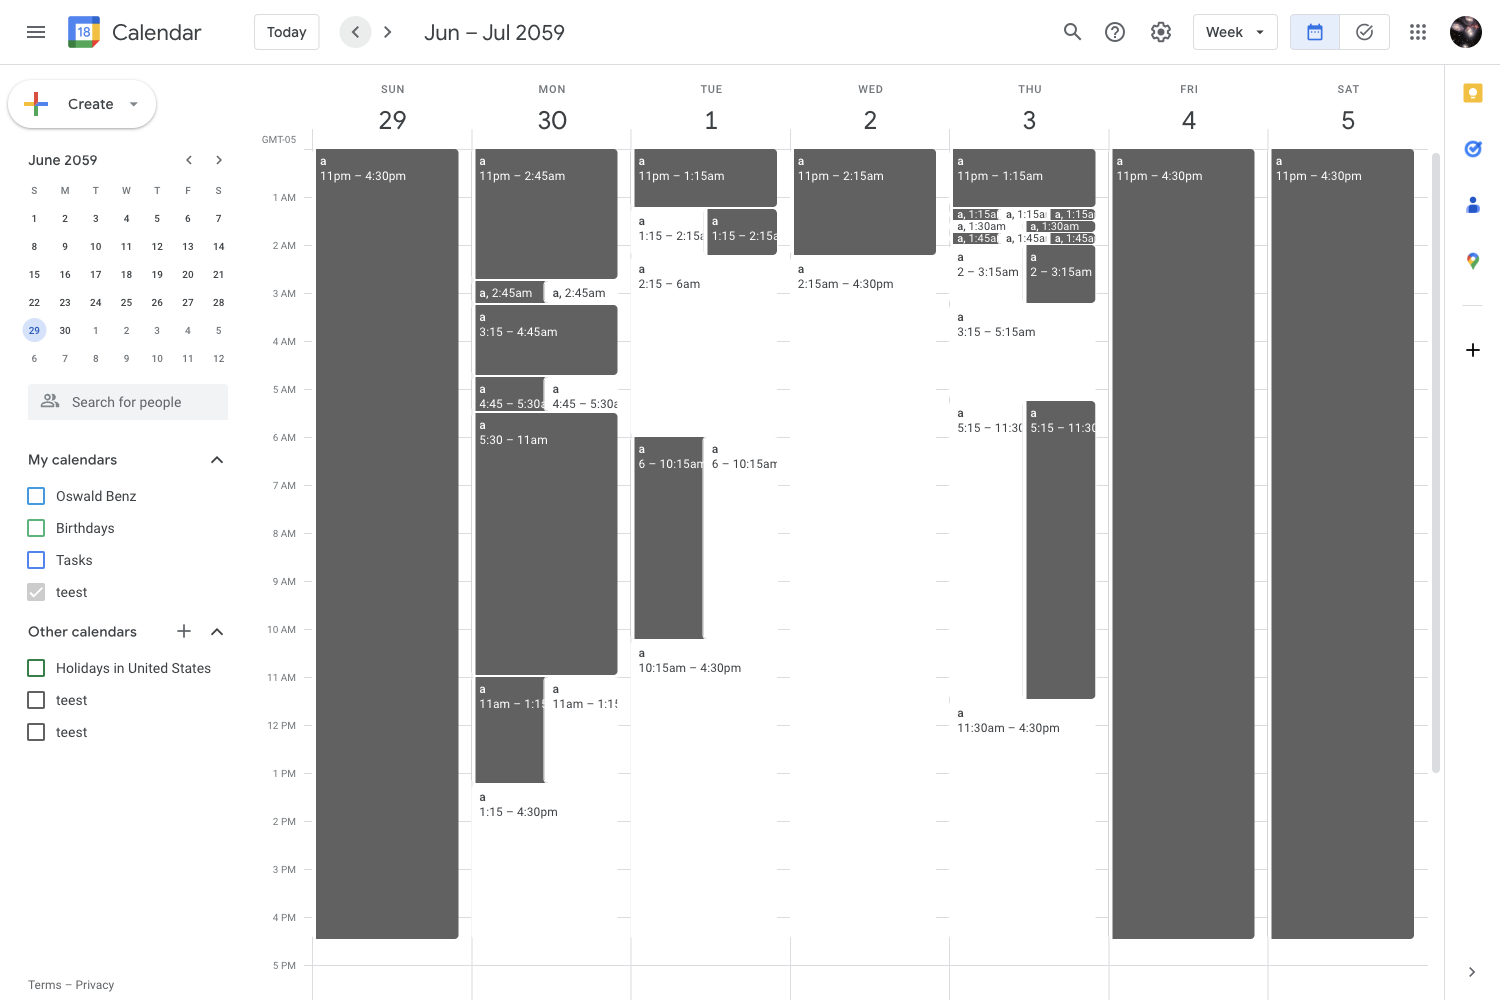 18 Calendar Today Jun – Jul 2059 Week
Create
June 2059
S M T W T F S
1 2 3 4 5 6 7
8 9 10 11 12 13 14
15 16 17 18 19 20 21
22 23 24 25 26 27 28
29 30 1 2 3 4 5
6 7 8 9 10 11 12
Search for people
My calendars
Oswald Benz
Birthdays
Tasks
teest
Other calendars
Holidays in United States
teest
teest
Terms – Privacy
SUN MON TUE WED THU FRI SAT
29 30 1 2 3 4 5
GMT-05
1 AM
2 AM
3 AM
4 AM
5 AM
6 AM
7 AM
8 AM
9 AM
10 AM
11 AM
12 PM
1 PM
2 PM
3 PM
4 PM
5 PM
a
11pm – 4:30pm
a
11pm – 2:45am
a, 2:45am
a, 2:45am
a
3:15 – 4:45am
a
4:45 – 5:30a
a
4:45 – 5:30a
a
5:30 – 11am
a
11am – 1:15
a
11am – 1:15
a
1:15 – 4:30pm
a
11pm – 1:15am
a
1:15 – 2:15a
a
1:15 – 2:15a
a
2:15 – 6am
a
6 – 10:15am
a
6 – 10:15am
a
10:15am – 4:30pm
a
11pm – 2:15am
a
2:15am – 4:30pm
a
11pm – 1:15am
a, 1:15a
a, 1:15a
a, 1:15a
a, 1:30am
a, 1:30am
a, 1:45a
a, 1:45a
a, 1:45a
a
2 – 3:15am
a
2 – 3:15am
a
3:15 – 5:15am
a
5:15 – 11:30
a
5:15 – 11:30
a
11:30am – 4:30pm
a
11pm – 4:30pm
a
11pm – 4:30pm